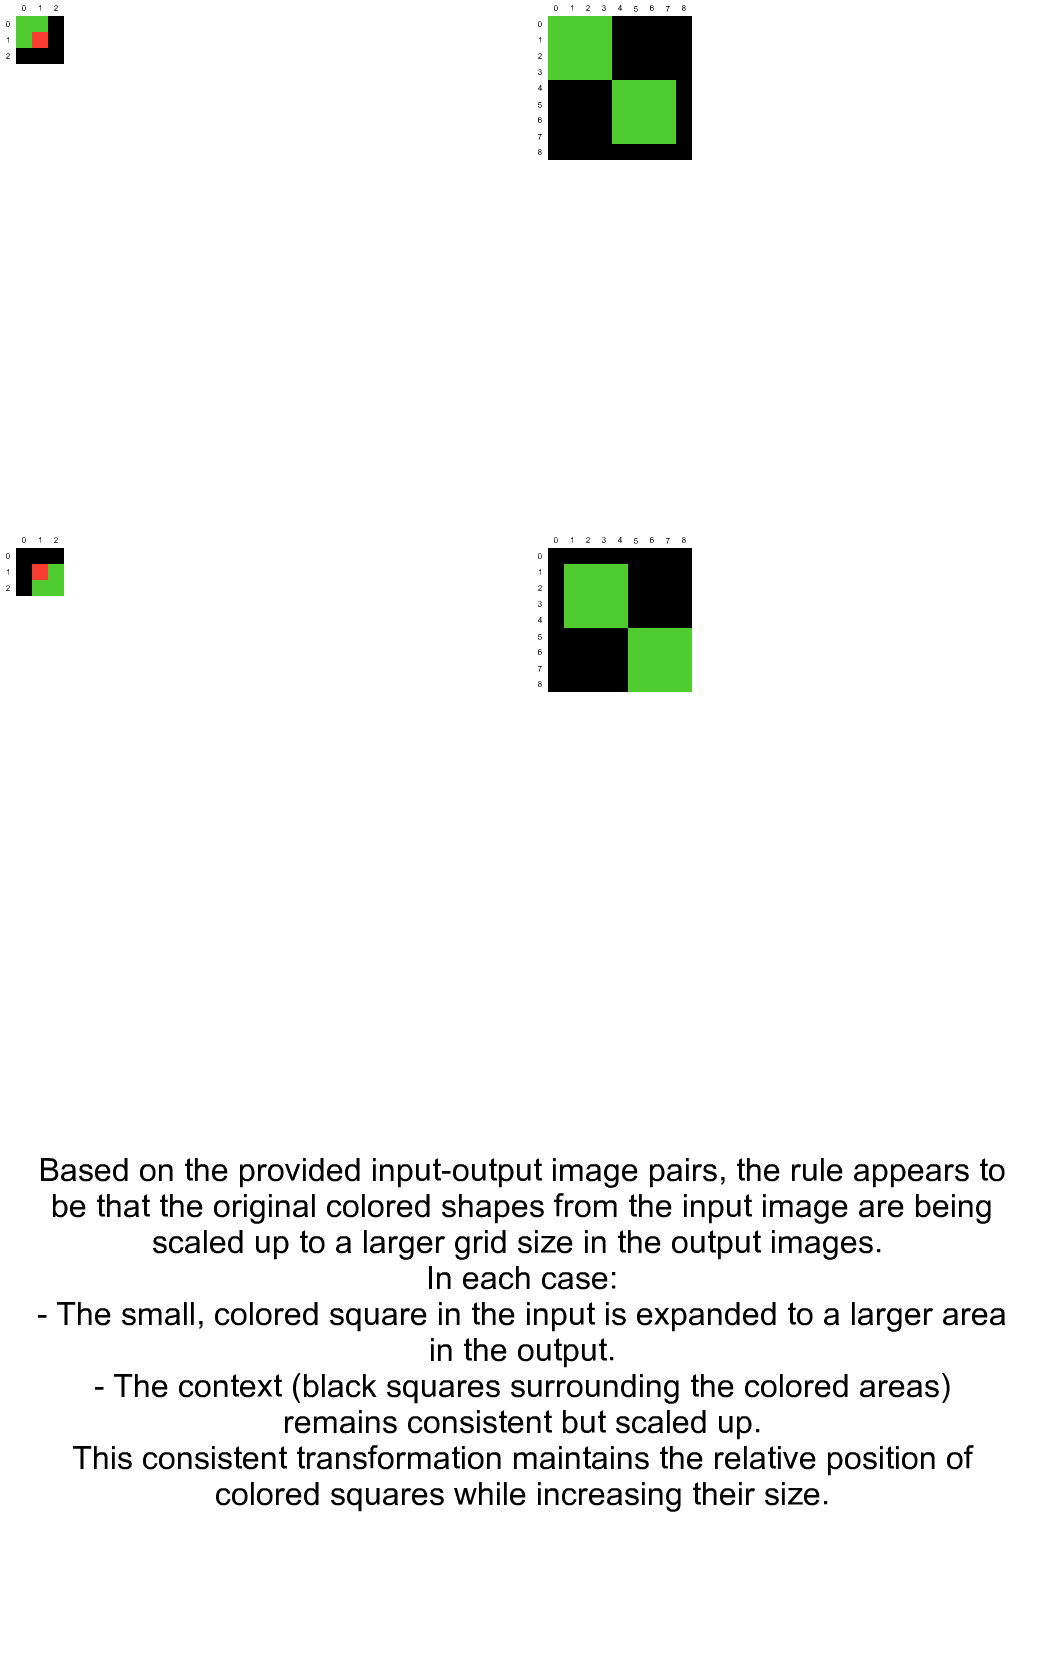 0 1 2
0
1
2
0 1 2 3 4 5 6 7 8
0
1
2
3
4
5
6
7
8
0 1 2
0
1
2
0 1 2 3 4 5 6 7 8
0
1
2
3
4
5
6
7
8
Based on the provided input-output image pairs, the rule appears to
be that the original colored shapes from the input image are being
scaled up to a larger grid size in the output images.
In each case:
- The small, colored square in the input is expanded to a larger area
in the output.
- The context (black squares surrounding the colored areas)
remains consistent but scaled up.
This consistent transformation maintains the relative position of
colored squares while increasing their size.